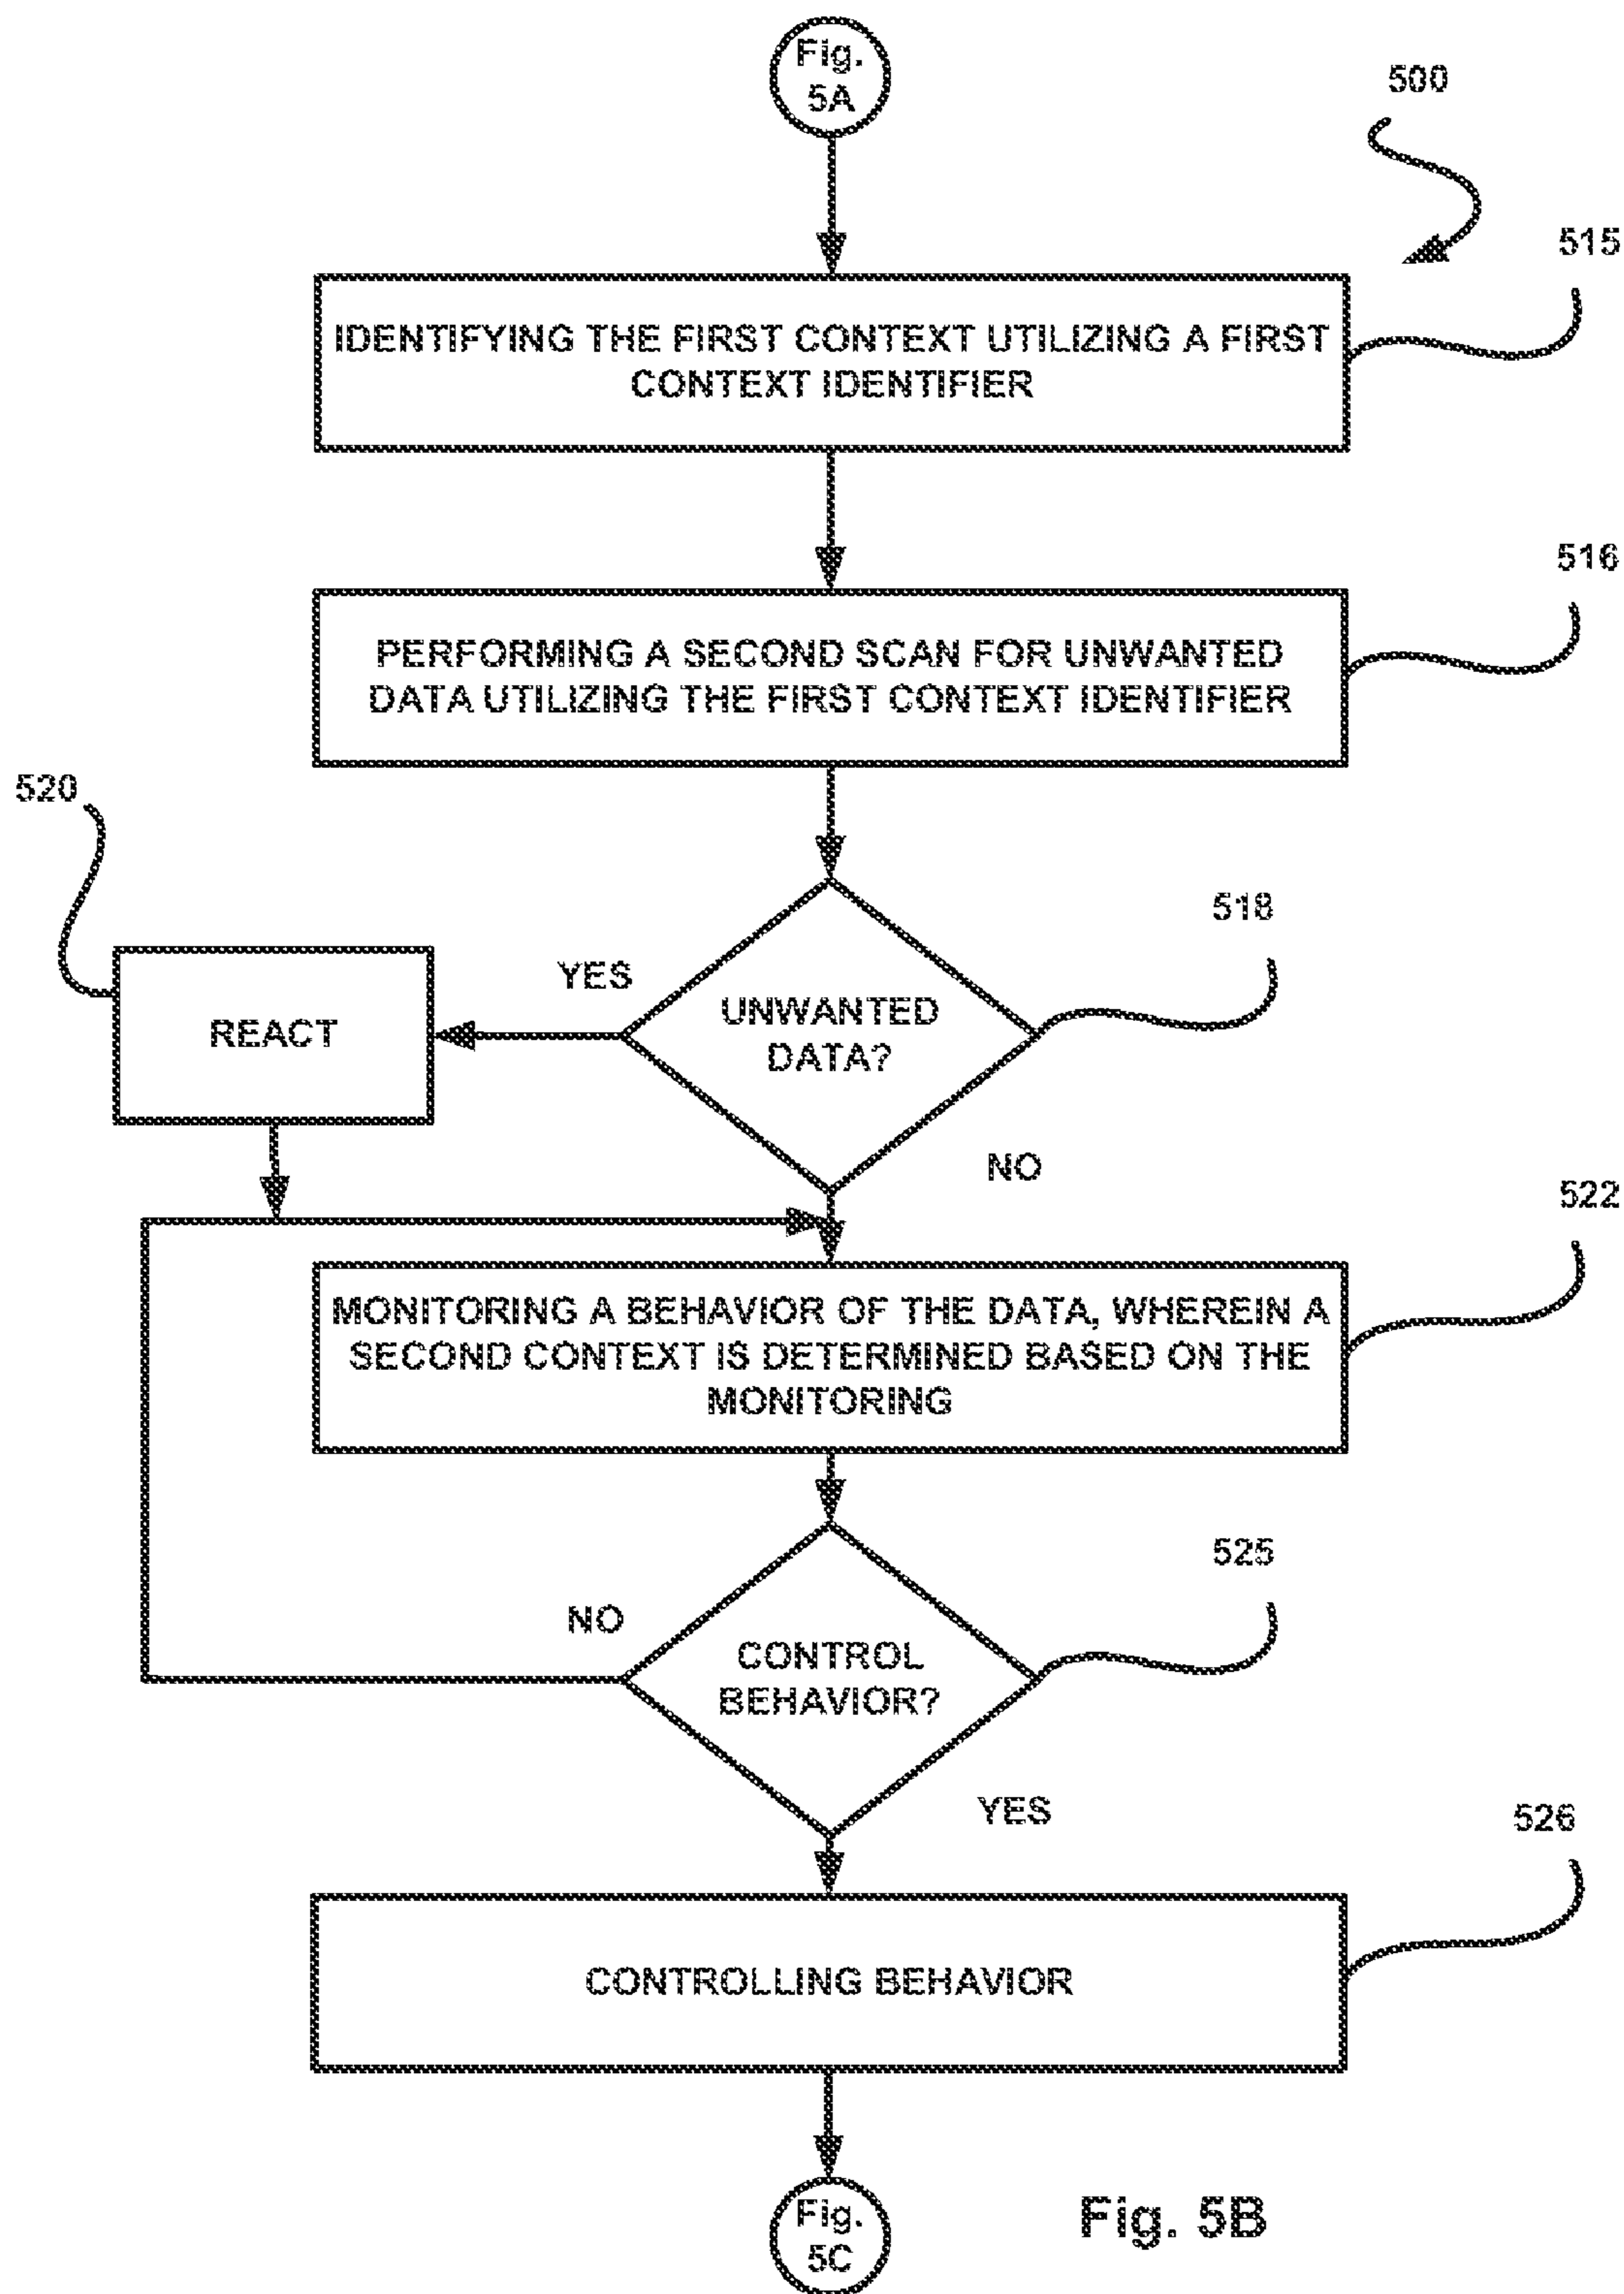 Fig.
5A
500
515
IDENTIFYING THE FIRST CONTEXT UTILIZING A FIRST
CONTEXT IDENTIFIER
516
PERFORMING A SECOND SCAN FOR UNWANTED
DATA UTILIZING THE FIRST CONTEXT IDENTIFIER
520
518
YES
REACT
UNWANTED
DATA?
NO
522
MONITORING A BEHAVIOR OF THE DATA, WHEREIN A
SECOND CONTEXT IS DETERMINED BASED ON THE
MONITORING
525
NO
CONTROL
BEHAVIOR?
YES
526
CONTROLLING BEHAVIOR
Fig.
5C
Fig. 5B